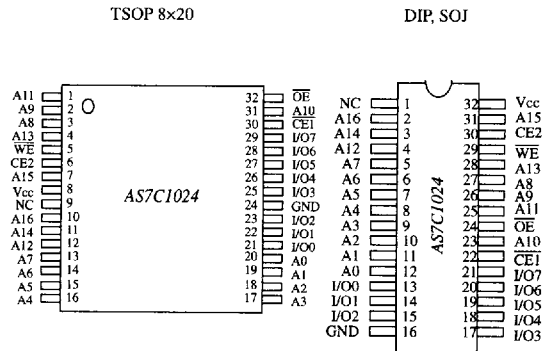 TSOP 8×20
A11 1 32 O̅E̅
A9 2 31 A10
A8 3 30 C̅E̅1̅
A13 4 29 I/O7
W̅E̅ 5 28 I/O6
CE2 6 27 I/O5
A15 7 26 I/O4
Vcc 8 25 I/O3
AS7C1024
NC 9 24 GND
A16 10 23 I/O2
A14 11 22 I/O1
A12 12 21 I/O0
A7 13 20 A0
A6 14 19 A1
A5 15 18 A2
A4 16 17 A3
DIP, SOJ
NC 1 32 Vcc
A16 2 31 A15
A14 3 30 CE2
A12 4 29 W̅E̅
A7 5 28 A13
A6 6 27 A8
A5 7 26 A9
A4 8 25 A11
AS7C1024
A3 9 24 O̅E̅
A2 10 23 A10
A1 11 22 C̅E̅1̅
A0 12 21 I/O7
I/O0 13 20 I/O6
I/O1 14 19 I/O5
I/O2 15 18 I/O4
GND 16 17 I/O3